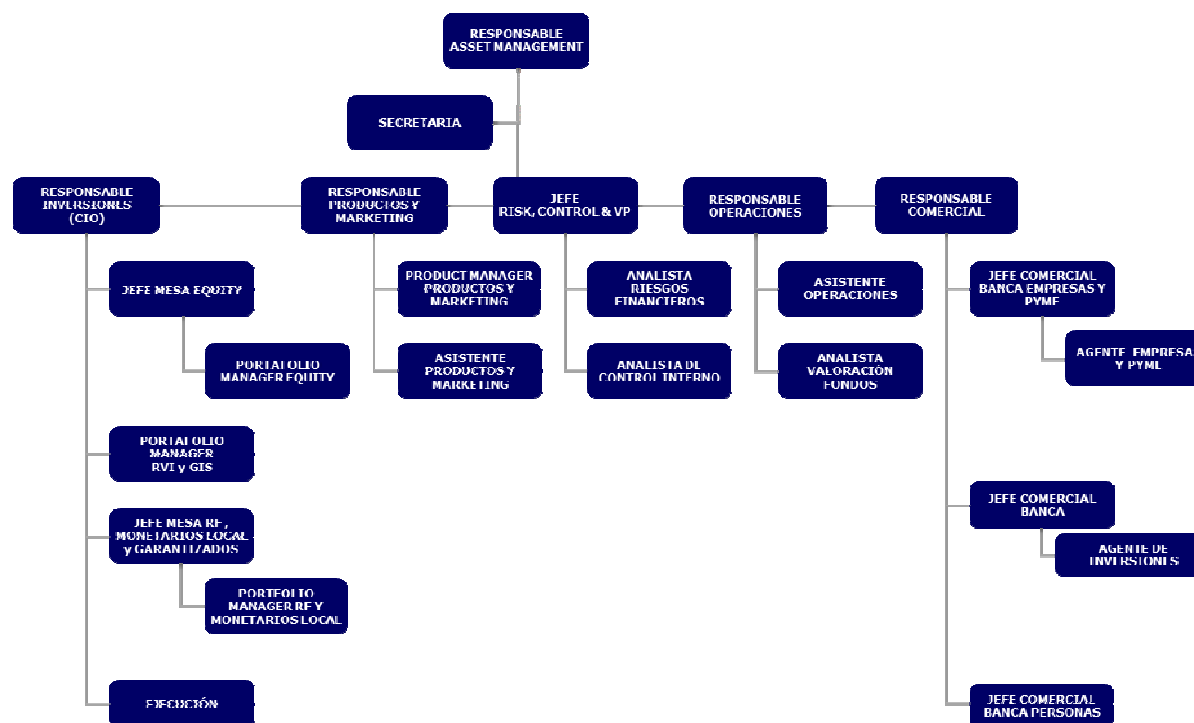 RESPONSABLE
ASSET MANAGEMENT
SECRETARIA
RESPONSABLE
INVERSIONES
(CIO)
RESPONSABLE
PRODUCTOS Y
MARKETING
JEFE
RISK, CONTROL & VP
RESPONSABLE
OPERACIONES
RESPONSABLE
COMERCIAL
JEFE MESA EQUITY
PRODUCT MANAGER
PRODUCTOS Y
MARKETING
ANALISTA
RIESGOS
FINANCIEROS
ASISTENTE
OPERACIONES
JEFE COMERCIAL
BANCA EMPRESAS Y
PYME
PORTAFOLIO
MANAGER EQUITY
ASISTENTE
PRODUCTOS Y
MARKETING
ANALISTA DE
CONTROL INTERNO
ANALISTA
VALORACIÓN
FUNDOS
AGENTE EMPRESAS
Y PYME
PORTAFOLIO
MANAGER
RVI y GIS
JEFE MESA RF,
MONETARIOS LOCAL
y GARANTIZADOS
JEFE COMERCIAL
BANCA
AGENTE DE
INVERSIONES
PORTFOLIO
MANAGER RF Y
MONETARIOS LOCAL
EJECUCIÓN
JEFE COMERCIAL
BANCA PERSONAS